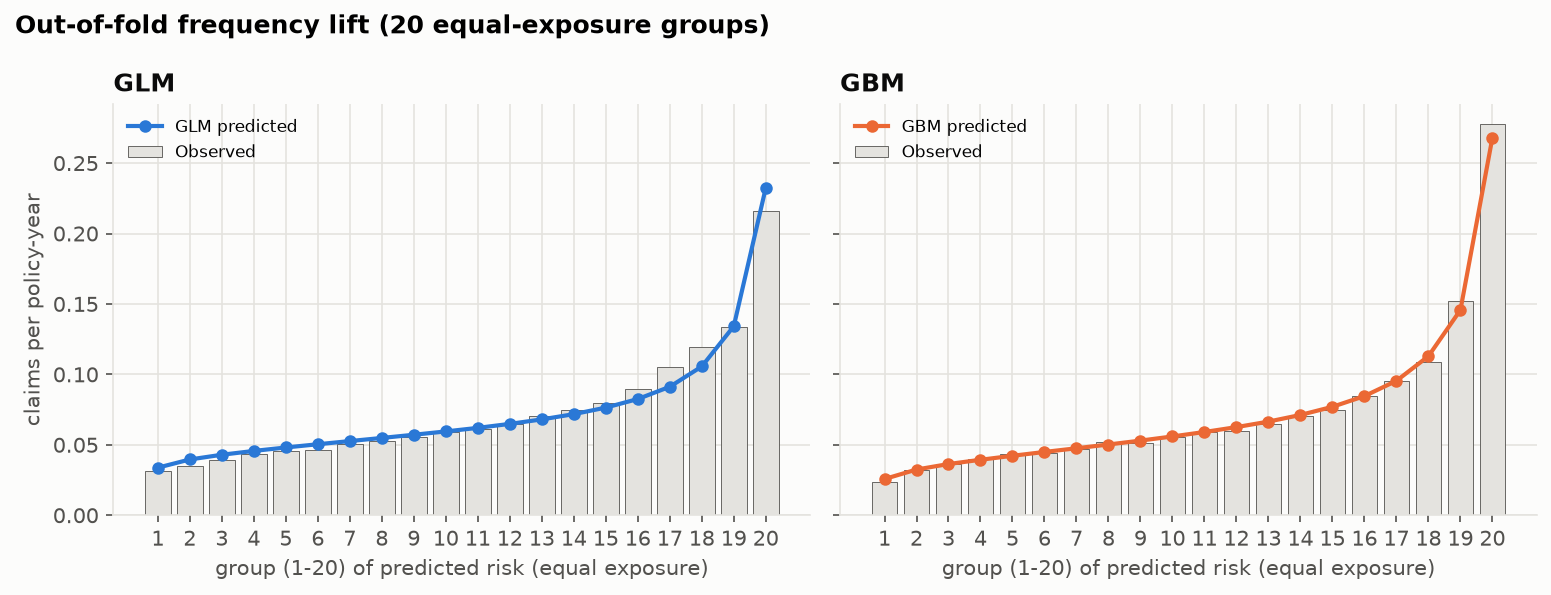 Out-of-fold frequency lift (20 equal-exposure groups)
GLM
GLM predicted
Observed
claims per policy-year
0.25
0.20
0.15
0.10
0.05
0.00
1 2 3 4 5 6 7 8 9 10 11 12 13 14 15 16 17 18 19 20
group (1-20) of predicted risk (equal exposure)
GBM
GBM predicted
Observed
1 2 3 4 5 6 7 8 9 10 11 12 13 14 15 16 17 18 19 20
group (1-20) of predicted risk (equal exposure)